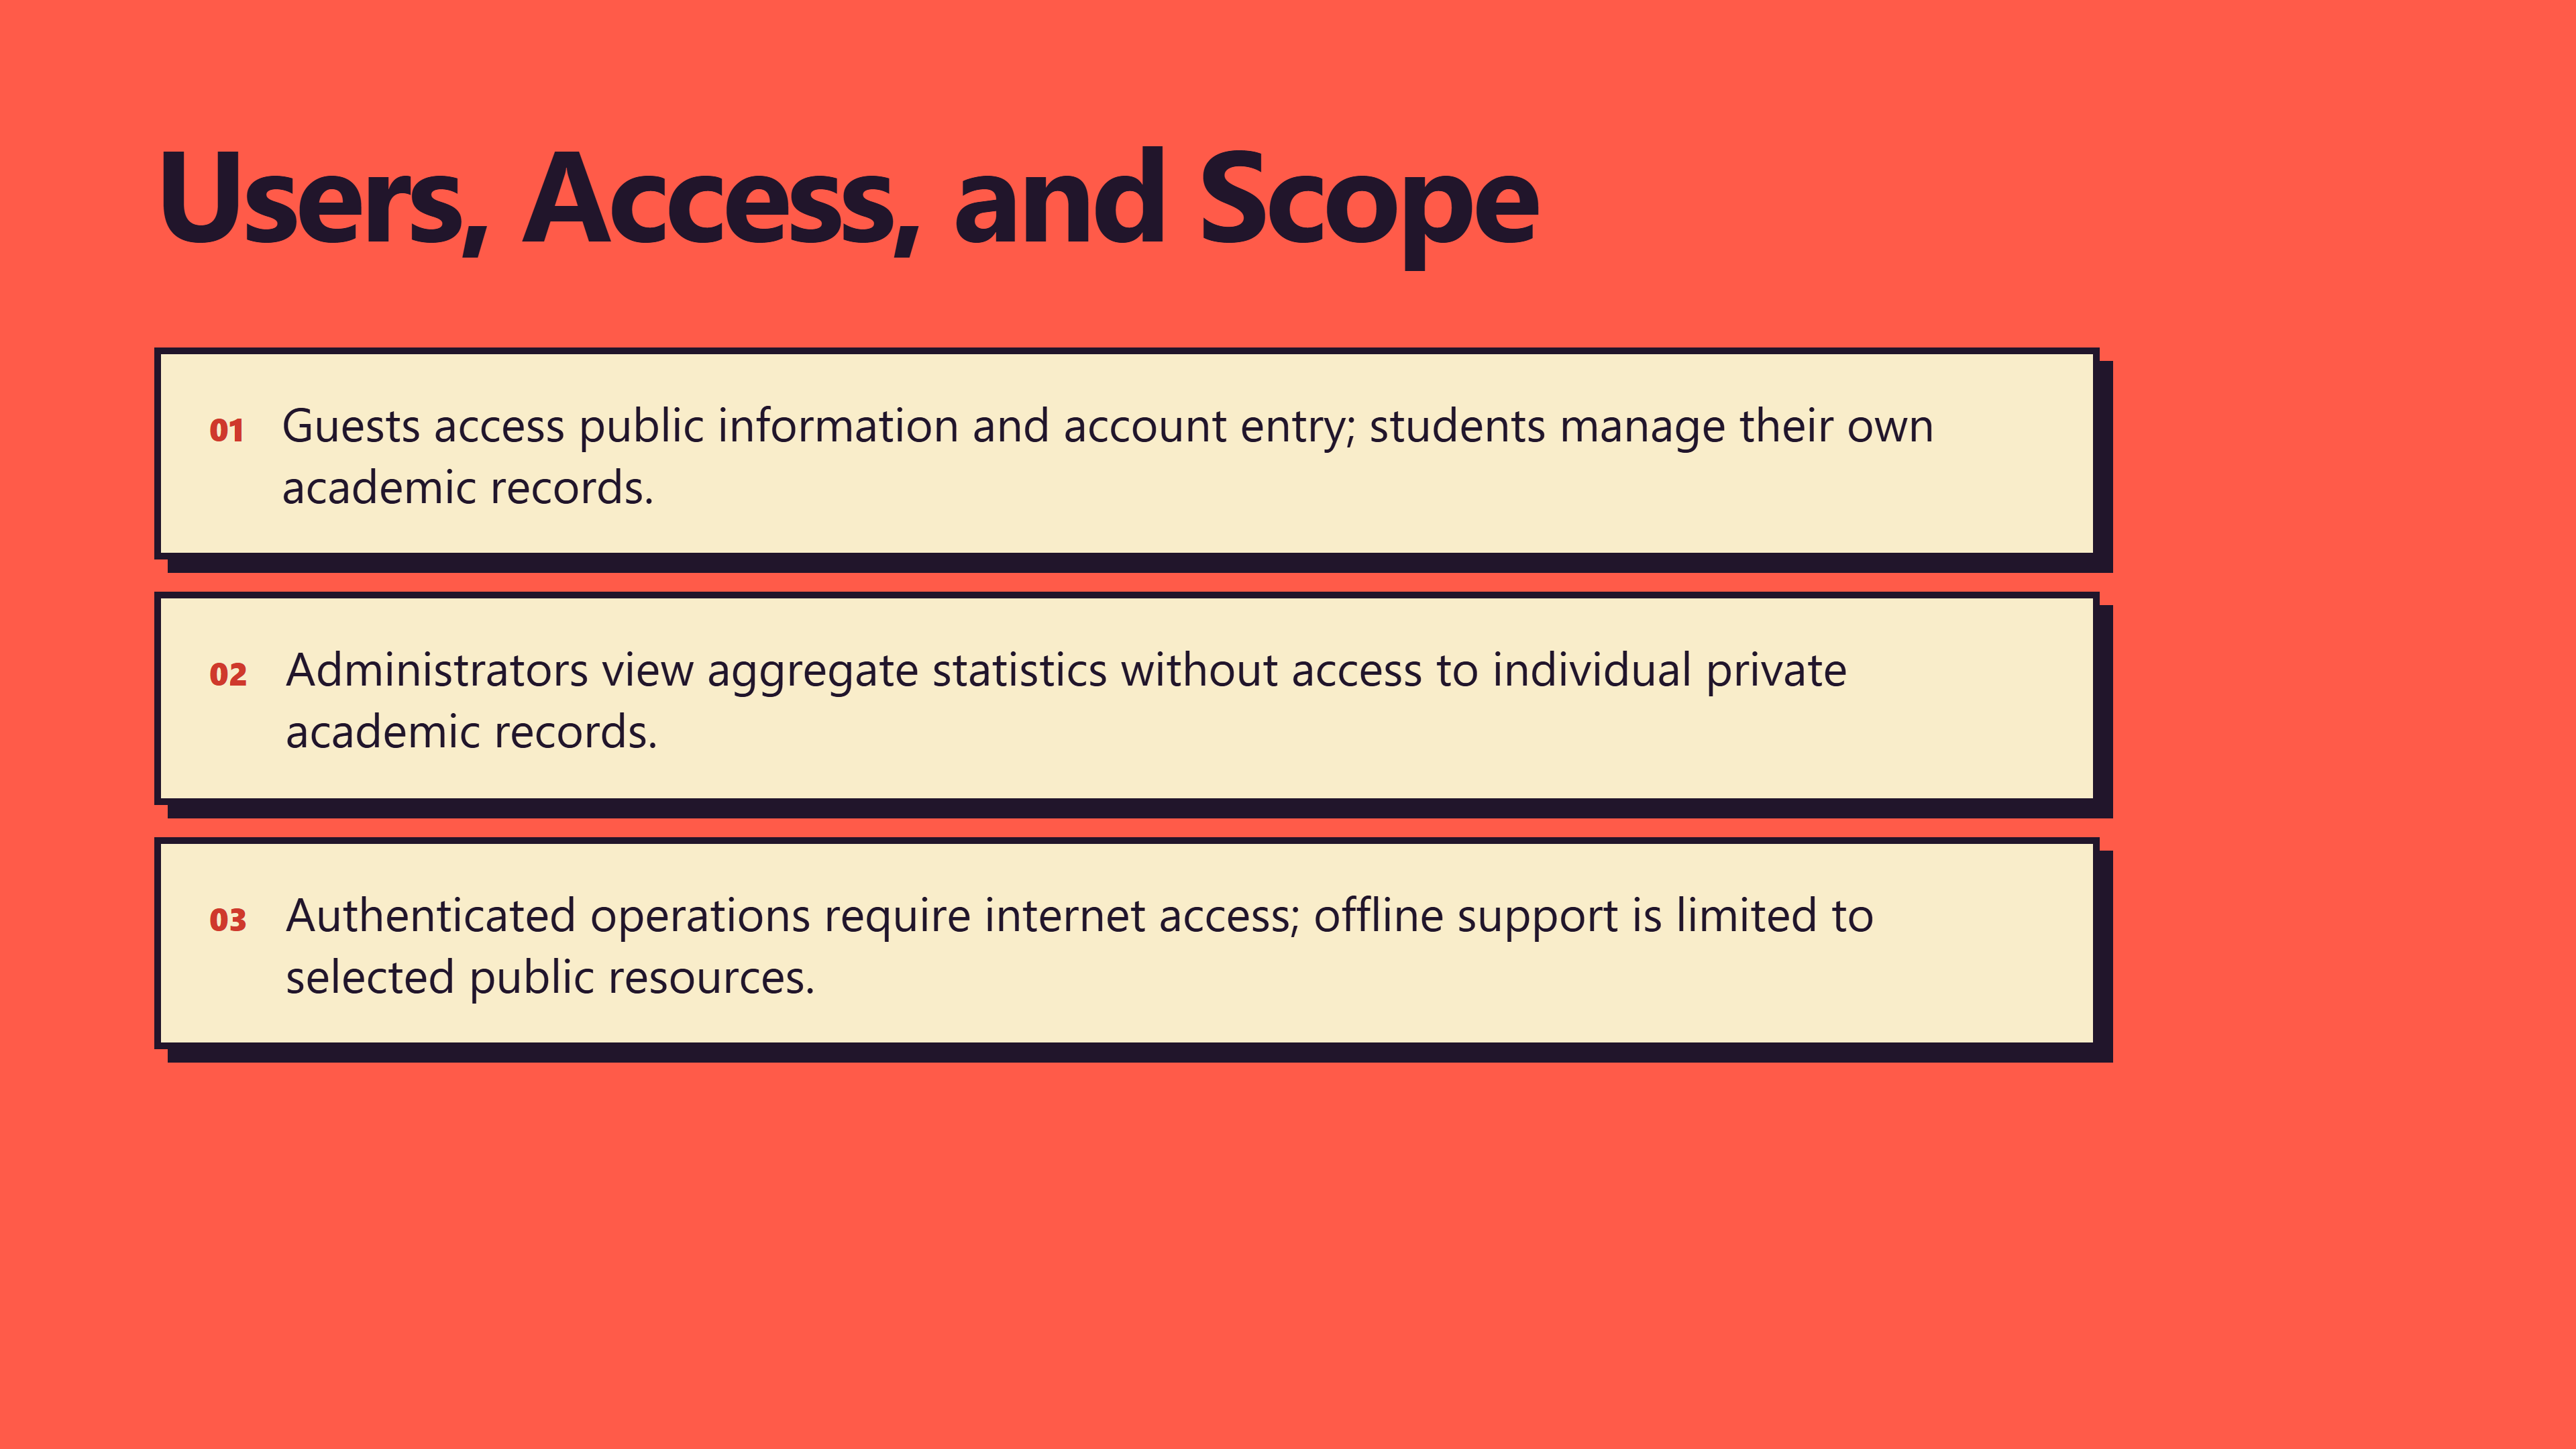 Users, Access, and Scope
01 Guests access public information and account entry; students manage their own
academic records.
02 Administrators view aggregate statistics without access to individual private
academic records.
03 Authenticated operations require internet access; offline support is limited to
selected public resources.